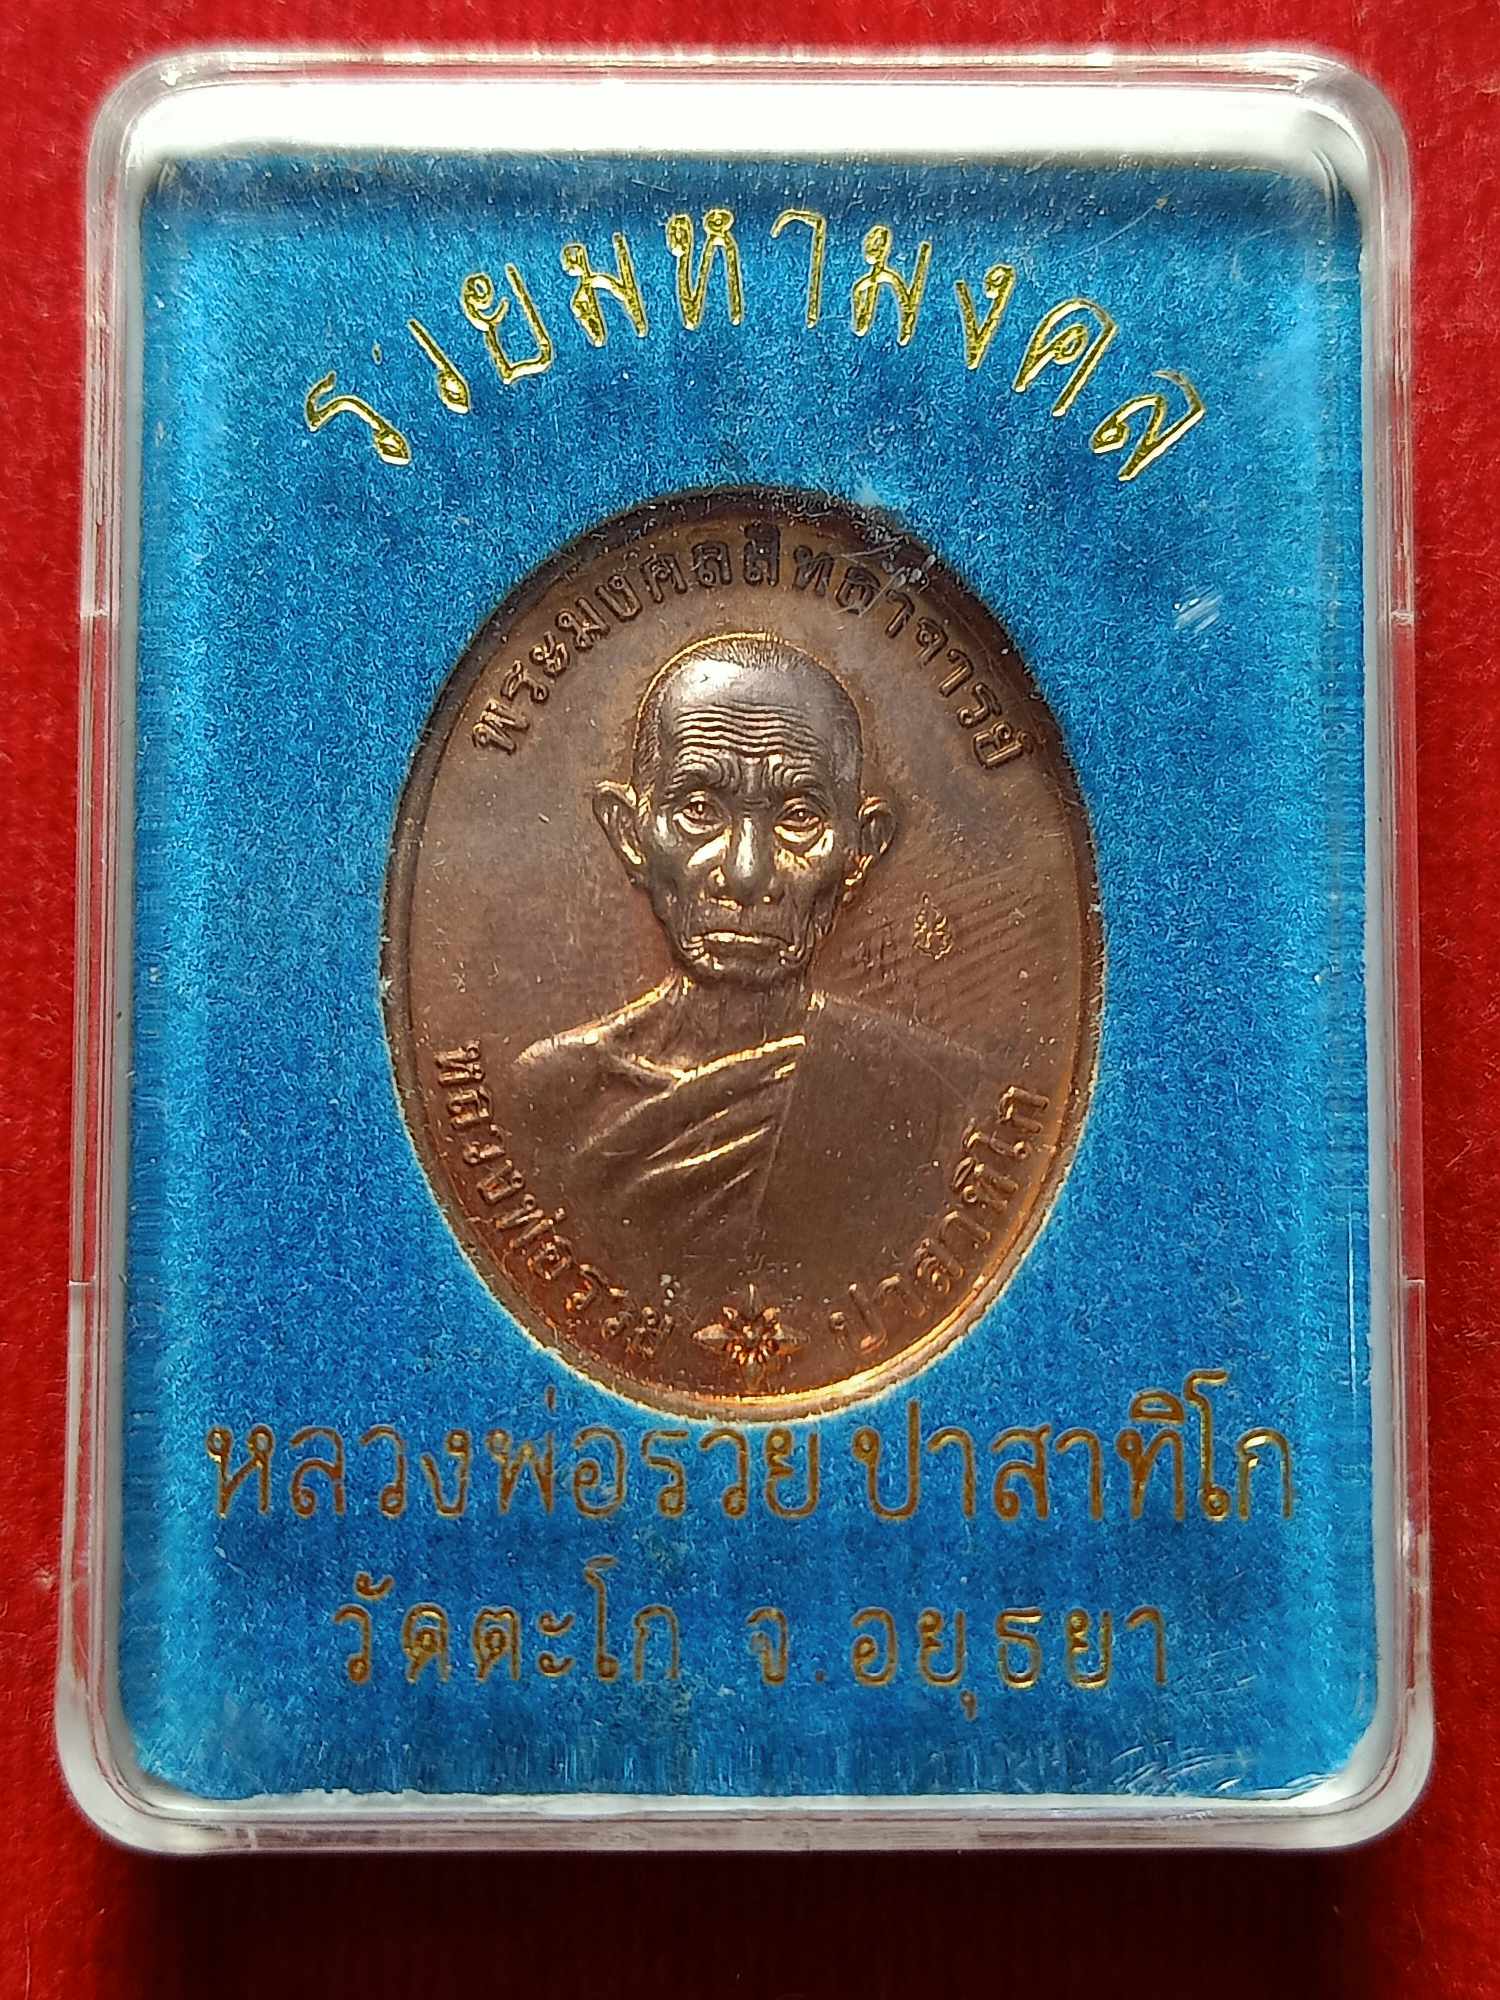 รวยมหามงคล
พระมงคลสิทธาจารย์
หลวงพ่อรวย ปาสาทิโก
หลวงพ่อรวย ปาสาทิโก
วัดตะโก จ.อยุธยา